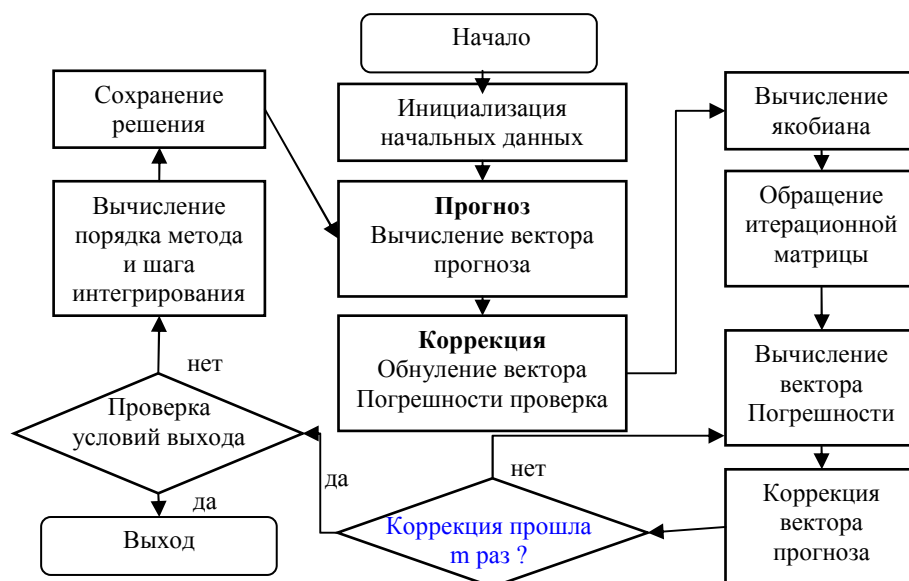 Начало
Инициализация
начальных данных
Прогноз
Вычисление вектора
прогноза
Коррекция
Обнуление вектора
Погрешности проверка
Вычисление
якобиана
Обращение
итерационной
матрицы
Вычисление
вектора
Погрешности
Коррекция
вектора
прогноза
Коррекция прошла
m раз ?
нет
да
Проверка
условий выхода
нет
да
Вычисление
порядка метода
и шага
интегрирования
Сохранение
решения
Выход